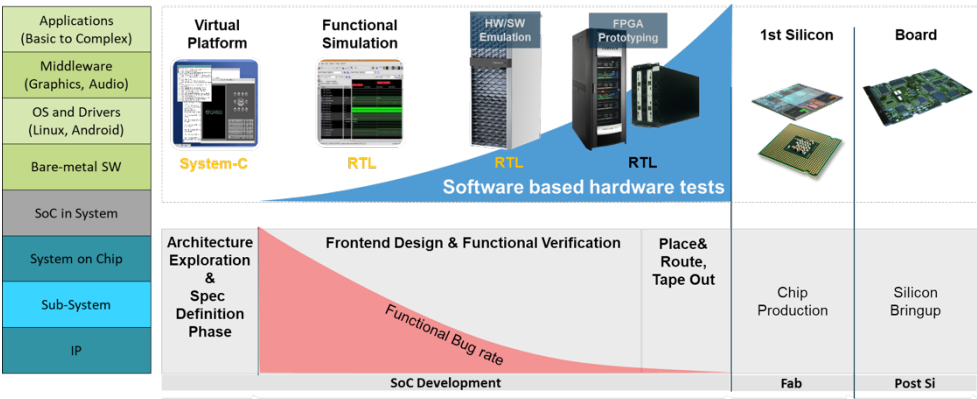 Applications
(Basic to Complex)
Middleware
(Graphics, Audio)
OS and Drivers
(Linux, Android)
Bare-metal SW
SoC in System
System on Chip
Sub-System
IP
Virtual
Platform
System-C
Functional
Simulation
RTL
HW/SW
Emulation
RTL
FPGA
Prototyping
RTL
Software based hardware tests
1st Silicon
Board
Architecture
Exploration
&
Spec
Definition
Phase
Frontend Design & Functional Verification
Functional Bug rate
Place&
Route,
Tape Out
Chip
Production
Silicon
Bringup
SoC Development
Fab
Post Si